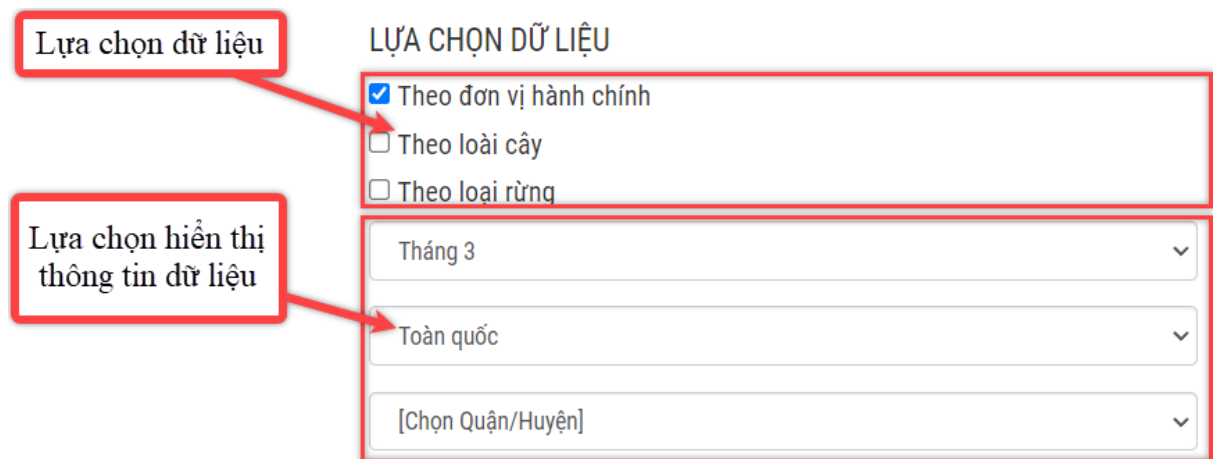 Lựa chọn dữ liệu
LỰA CHỌN DỮ LIỆU
Theo đơn vị hành chính
Theo loài cây
Theo loại rừng
Lựa chọn hiển thị
thông tin dữ liệu
Tháng 3
Toàn quốc
[Chọn Quận/Huyện]